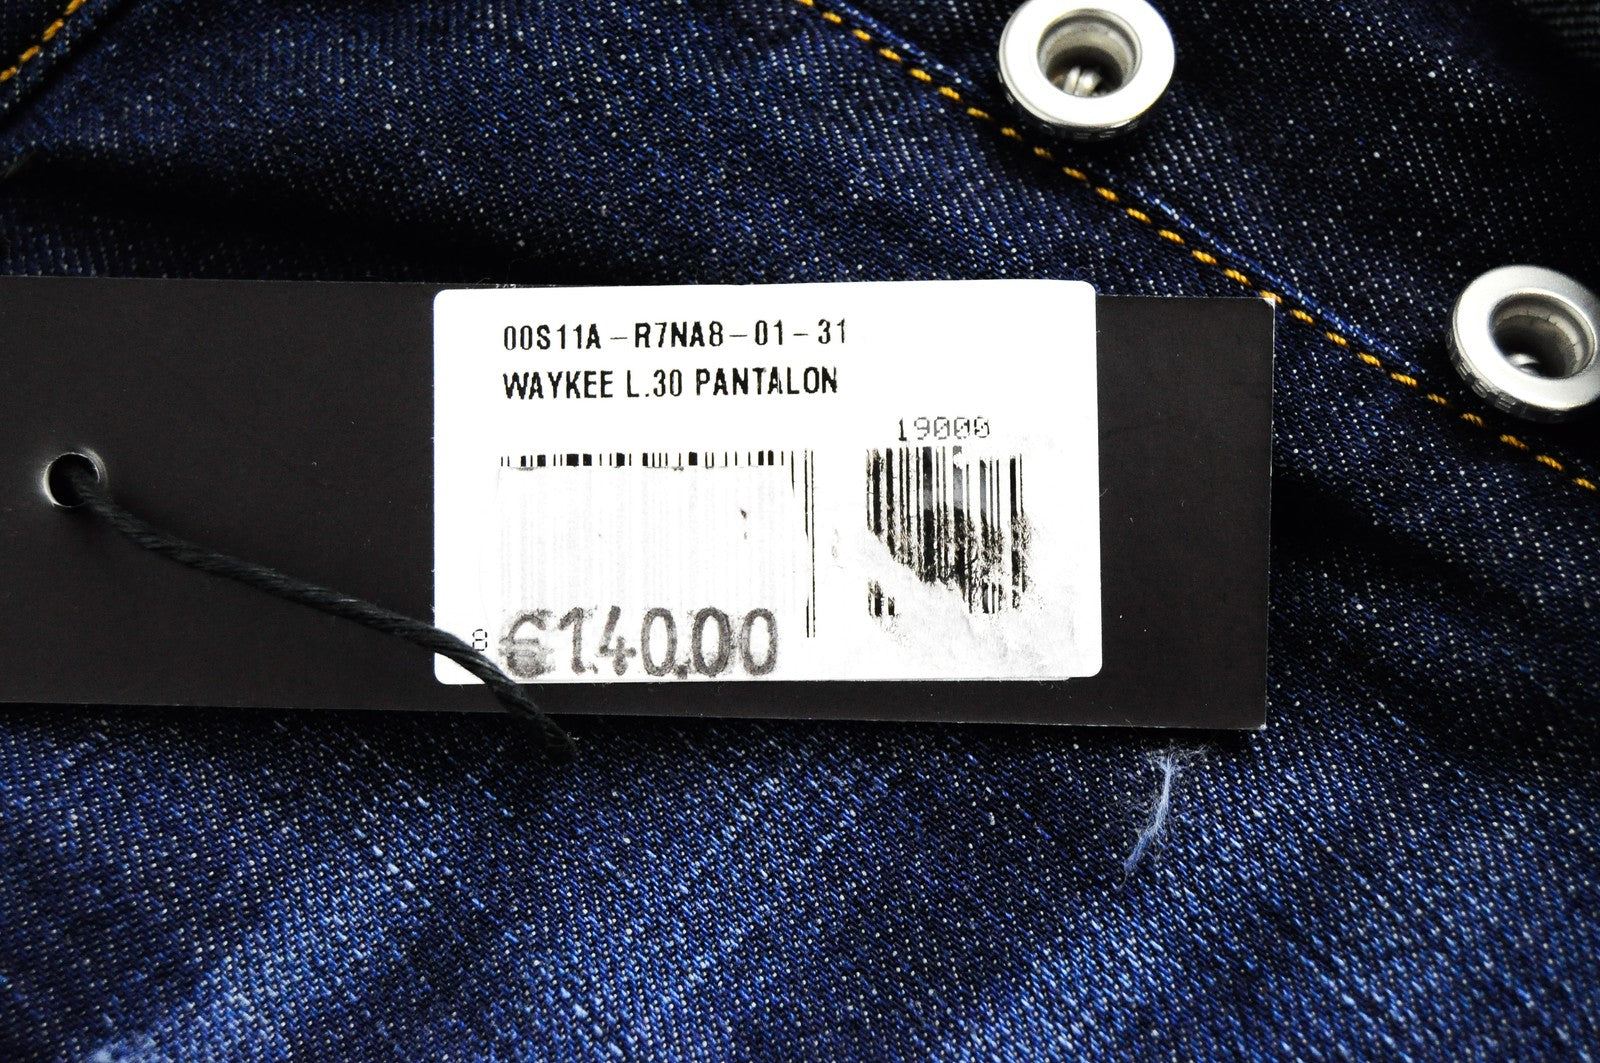 00S11A-R7NA8-01-31
WAYKEE L.30 PANTALON
19000
€140.00